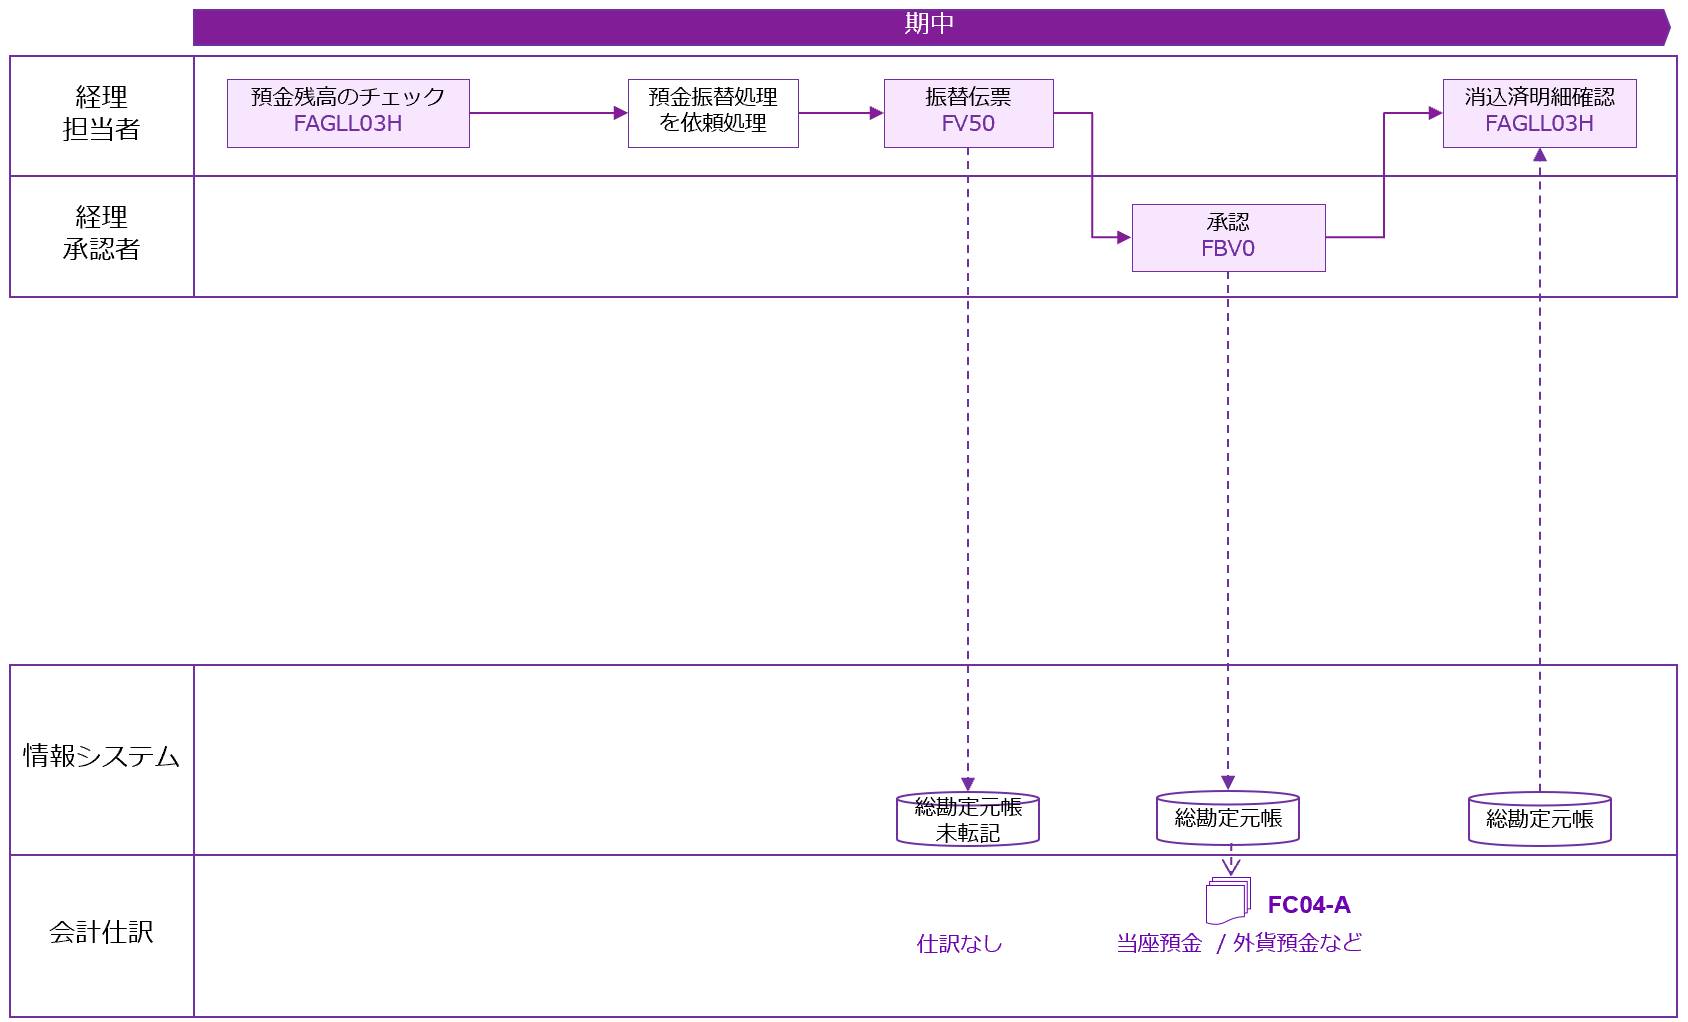 期中
経理
担当者
預金残高のチェック
FAGLL03H
預金振替処理
を依頼処理
振替伝票
FV50
消込済明細確認
FAGLL03H
経理
承認者
承認
FBV0
情報システム
総勘定元帳
未転記
総勘定元帳
総勘定元帳
会計仕訳
FC04-A
仕訳なし
当座預金 / 外貨預金など